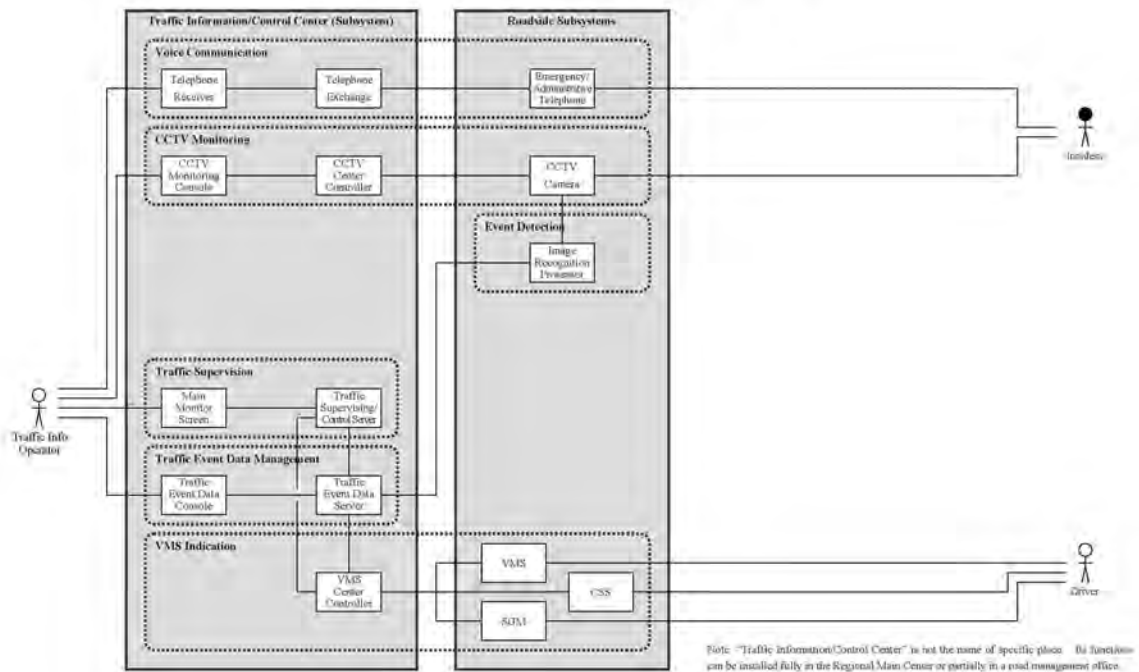 Traffic Information/Control Center (Subsystem)
Roadside Subsystems
Voice Communication
Telephone
Receiver
Telephone
Exchange
Emergency/
Administrative
Telephone
CCTV Monitoring
CCTV
Monitoring
Console
CCTV
Center
Controller
CCTV
Camera
Incident
Event Detection
Image
Recognition
Processor
Traffic Supervision
Main
Monitor
Screen
Traffic
Supervising/
Control Server
Traffic Info
Operator
Traffic Event Data Management
Traffic
Event Data
Console
Traffic
Event Data
Server
VMS Indication
VMS
VMS
Center
Controller
CSS
SGM
Driver
Note: "Traffic Information/Control Center" is not the name of specific place. Its functions
can be installed fully in the Regional Main Center or partially in a road management office.